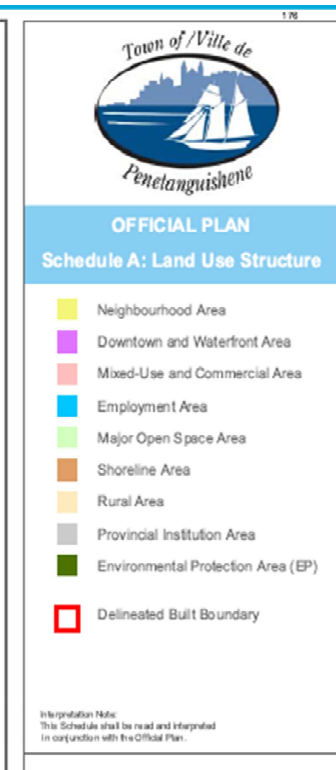 176
Town of / Ville de
Penetanguishene
OFFICIAL PLAN
Schedule A: Land Use Structure
Neighbourhood Area
Downtown and Waterfront Area
Mixed-Use and Commercial Area
Employment Area
Major Open Space Area
Shoreline Area
Rural Area
Provincial Institution Area
Environmental Protection Area (EP)
Delineated Built Boundary
Interpretation Note:
This Schedule shall be read and interpreted
in conjunction with the Official Plan.